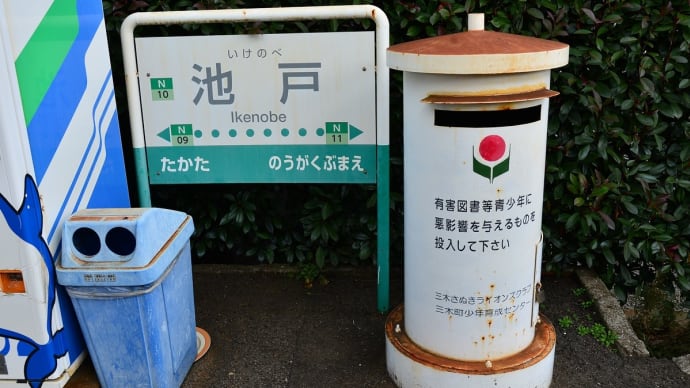 いけのべ
N
10
池戸
Ikenobe
N
09
N
11
たかた
のうがくぶまえ
有害図書等青少年に
悪影響を与えるものを
投入して下さい
三木さぬきライオンズクラブ
三木町少年育成センター